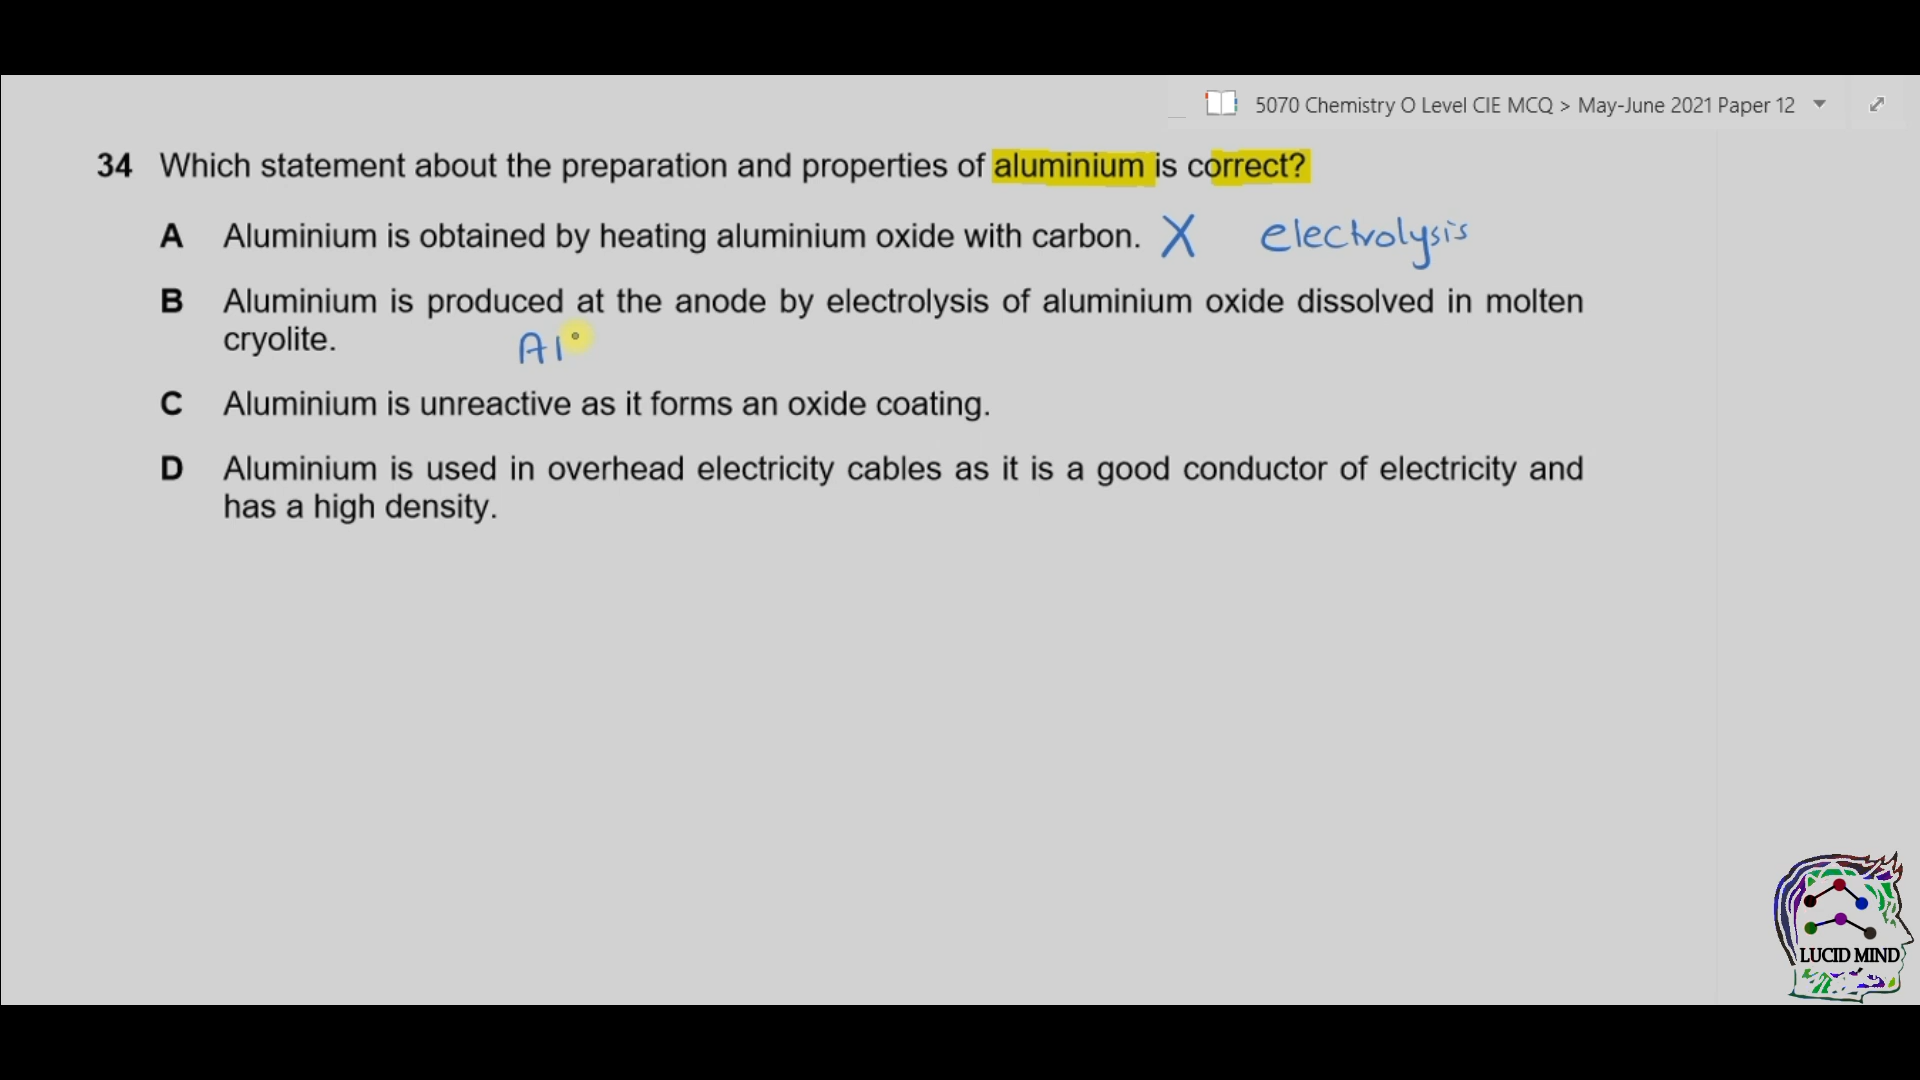 5070 Chemistry O Level CIE MCQ > May-June 2021 Paper 12
34 Which statement about the preparation and properties of aluminium is correct?
A Aluminium is obtained by heating aluminium oxide with carbon. X electrolysis
B Aluminium is produced at the anode by electrolysis of aluminium oxide dissolved in molten
cryolite.
Al
C Aluminium is unreactive as it forms an oxide coating.
D Aluminium is used in overhead electricity cables as it is a good conductor of electricity and
has a high density.
LUCID MIND